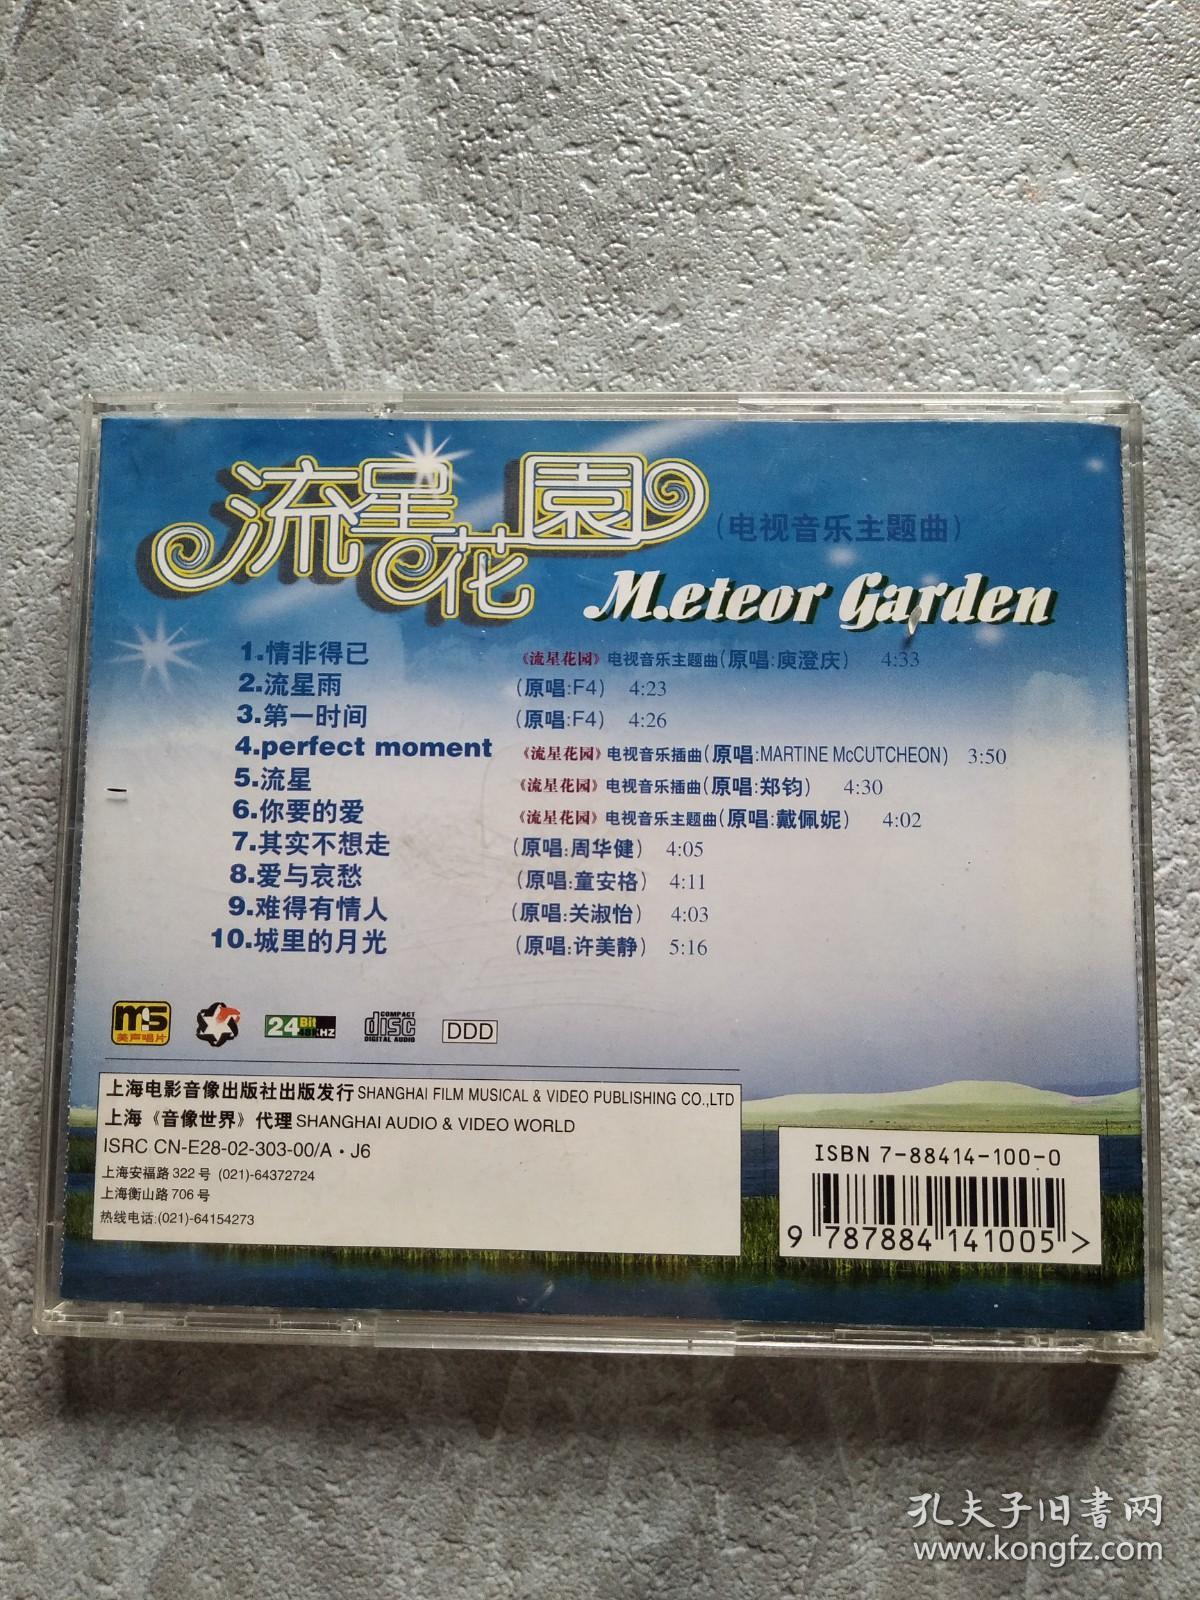 流星花園
（电视音乐主题曲）
Meteor Garden
1.情非得已 《流星花园》电视音乐主题曲（原唱:庾澄庆） 4:33
2.流星雨 （原唱:F4） 4:23
3.第一时间 （原唱:F4） 4:26
4.perfect moment 《流星花园》电视音乐插曲（原唱:MARTINE McCUTCHEON） 3:50
5.流星 《流星花园》电视音乐插曲（原唱:郑钧） 4:30
6.你要的爱 《流星花园》电视音乐主题曲（原唱:戴佩妮） 4:02
7.其实不想走 （原唱:周华健） 4:05
8.爱与哀愁 （原唱:童安格） 4:11
9.难得有情人 （原唱:关淑怡） 4:03
10.城里的月光 （原唱:许美静） 5:16
ms 美声唱片
24Bit 48KHZ
COMPACT disc DIGITAL AUDIO
DDD
上海电影音像出版社出版发行 SHANGHAI FILM MUSICAL & VIDEO PUBLISHING CO.,LTD
上海《音像世界》代理 SHANGHAI AUDIO & VIDEO WORLD
ISRC CN-E28-02-303-00/A·J6
上海安福路322号 (021)-64372724
上海衡山路706号
热线电话:(021)-64154273
ISBN 7-88414-100-0
9 787884 141005 >
孔夫子旧书网
www.kongfz.com